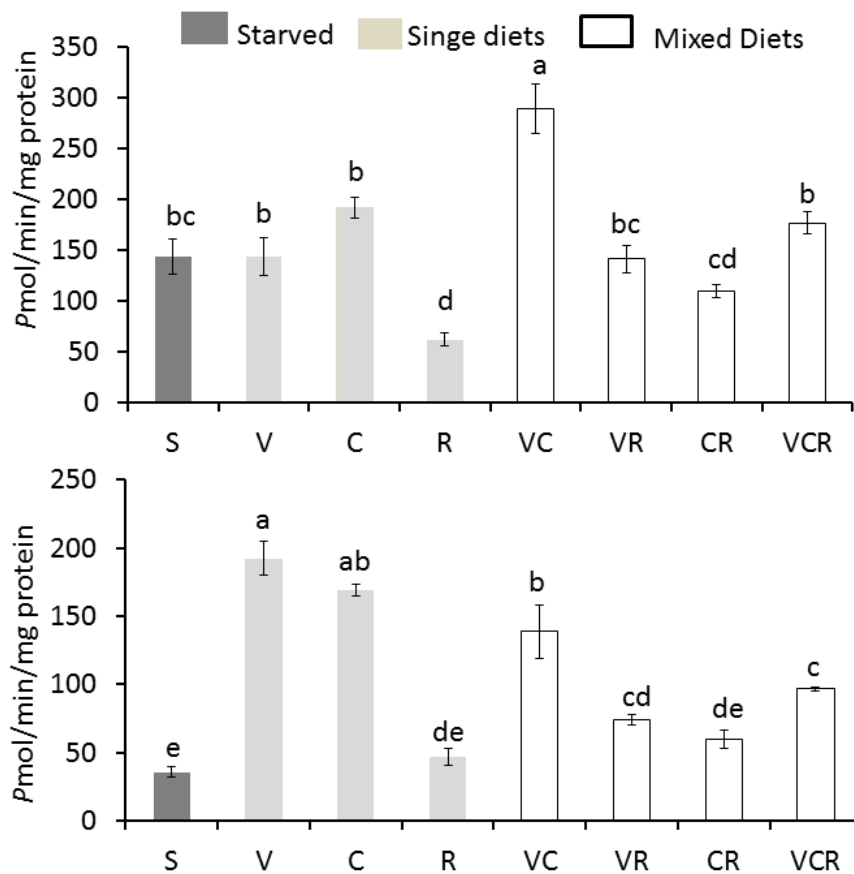 Starved Singe diets Mixed Diets
Pmol/min/mg protein
350
300
250
200
150
100
50
0
bc b b d a bc cd b
S V C R VC VR CR VCR
Pmol/min/mg protein
250
200
150
100
50
0
e a ab de b cd de c
S V C R VC VR CR VCR